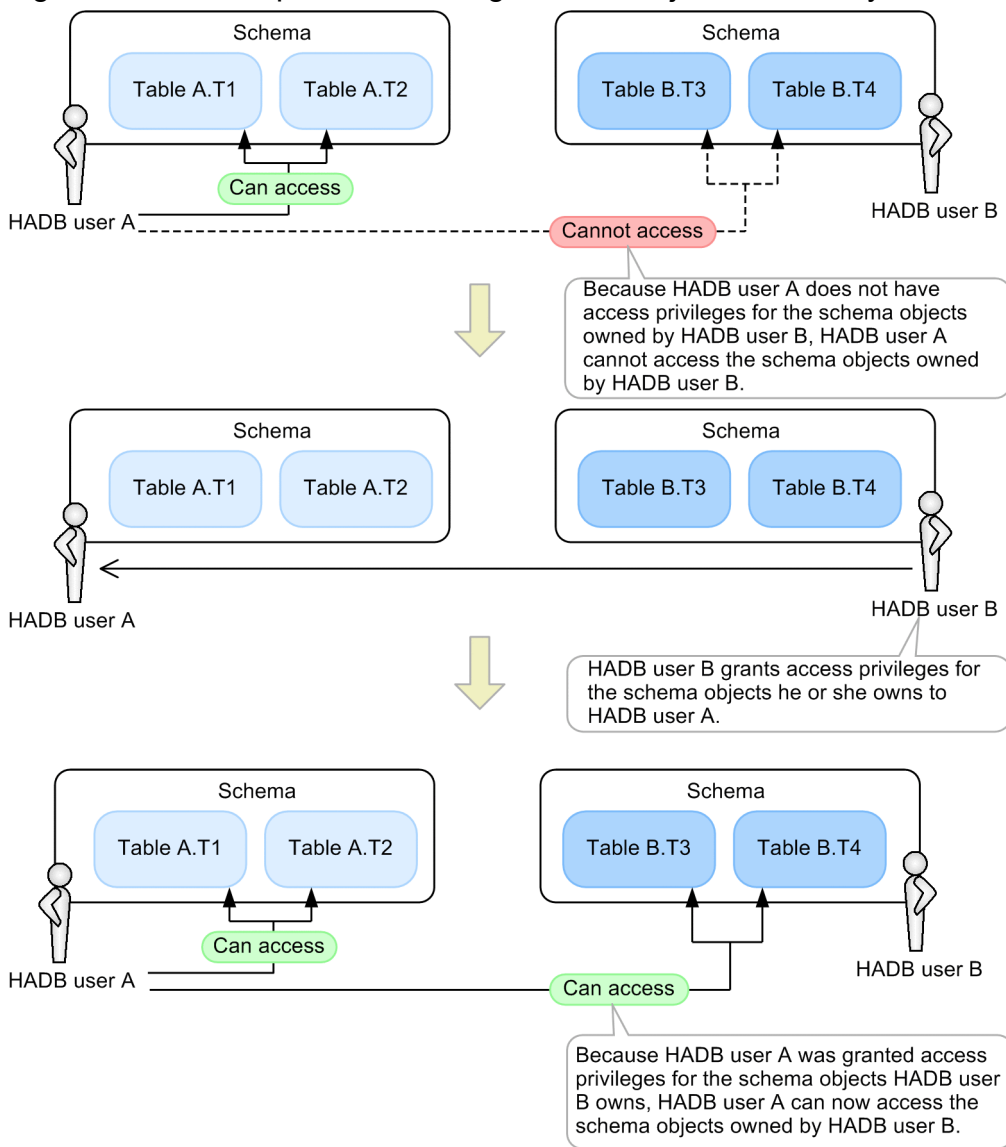 Schema
Schema
Table A.T1
Table A.T2
Table B.T3
Table B.T4
Can access
HADB user A
HADB user B
Cannot access
Because HADB user A does not have
access privileges for the schema objects
owned by HADB user B, HADB user A
cannot access the schema objects owned
by HADB user B.
Schema
Schema
Table A.T1
Table A.T2
Table B.T3
Table B.T4
HADB user A
HADB user B
HADB user B grants access privileges for
the schema objects he or she owns to
HADB user A.
Schema
Schema
Table A.T1
Table A.T2
Table B.T3
Table B.T4
Can access
HADB user A
HADB user B
Can access
Because HADB user A was granted access
privileges for the schema objects HADB user
B owns, HADB user A can now access the
schema objects owned by HADB user B.